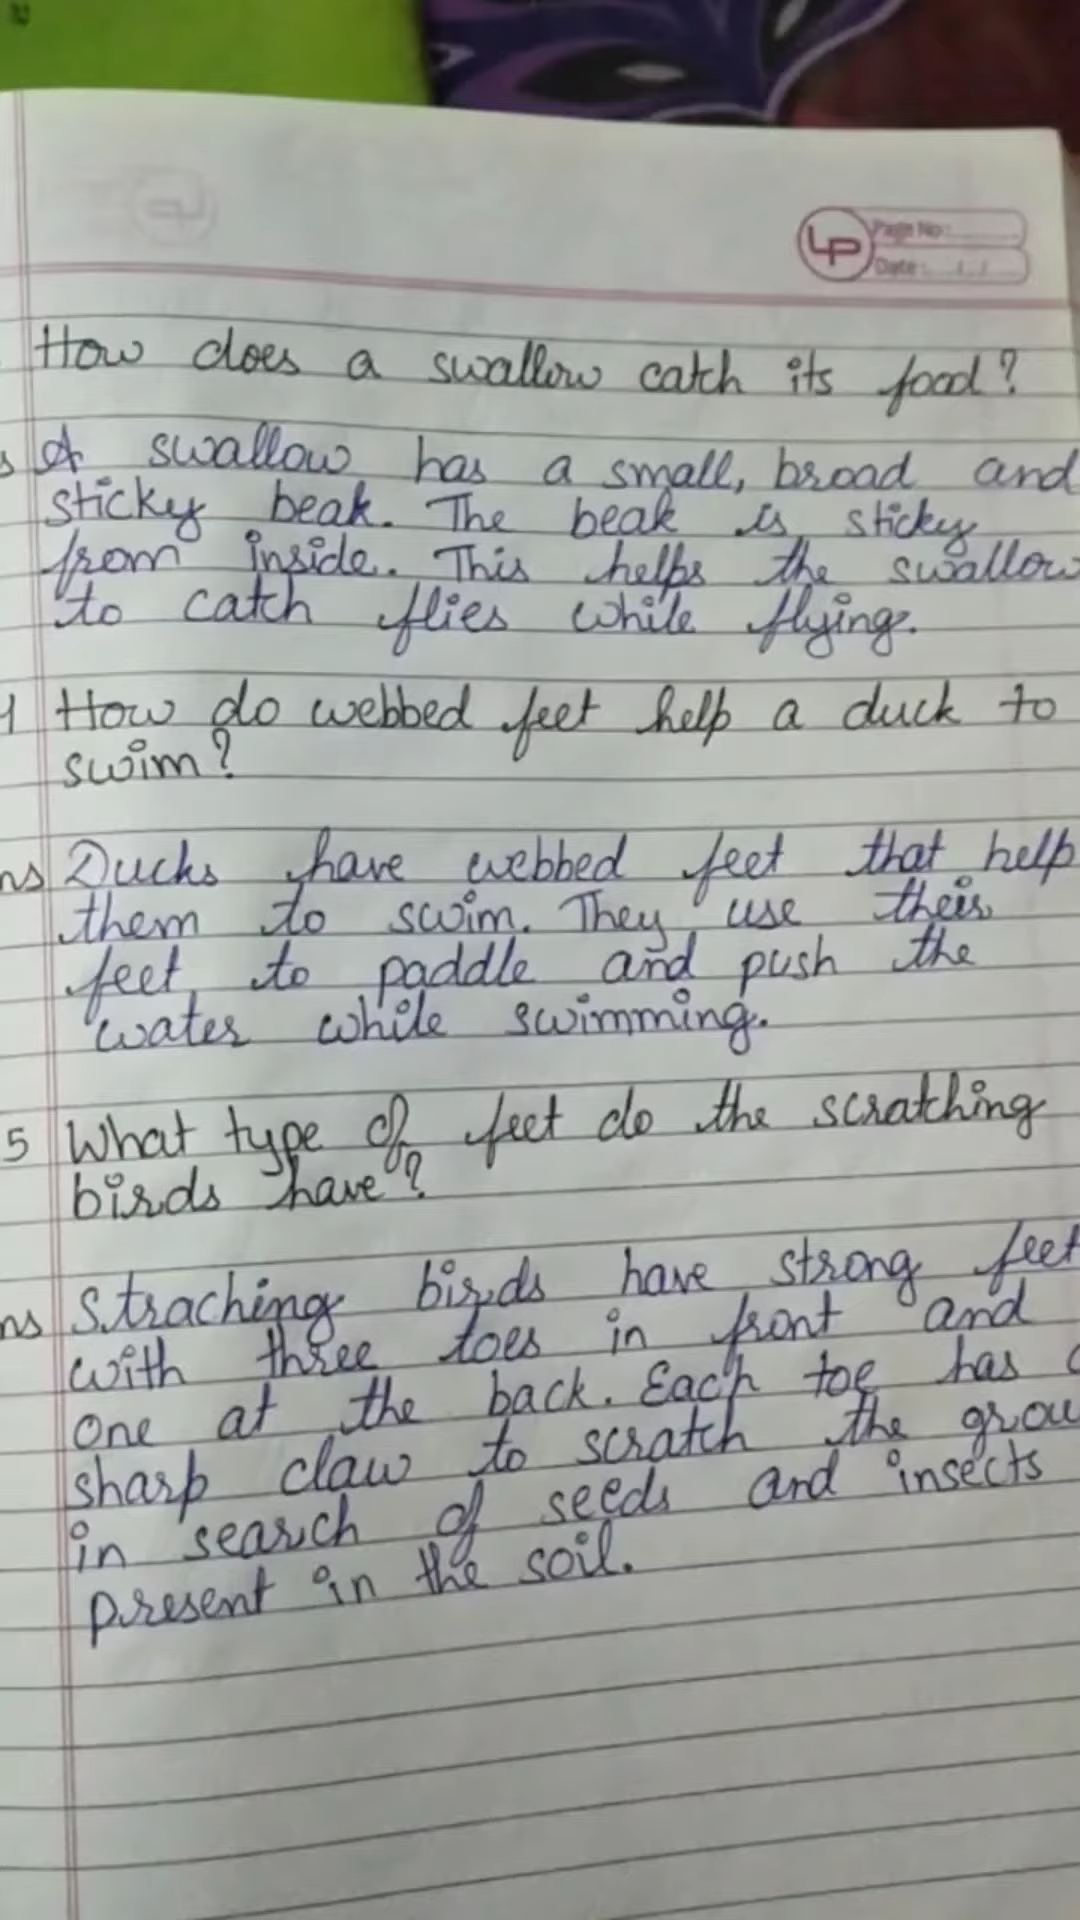 LP
Page No:
Date:
How does a swallow catch its food?
s A swallow has a small, broad and
sticky beak. The beak is sticky
from inside. This helps the swallow
to catch flies while flying.
How do webbed feet help a duck to
swim?
ns Ducks have webbed feet that help
them to swim. They use their
feet to paddle and push the
water while swimming.
5 What type of feet do the scratching
birds have?
ns Straching birds have strong feet
with three toes in front and
one at the back. Each toe has
sharp claw to scratch the grou
in search of seeds and insects
present in the soil.